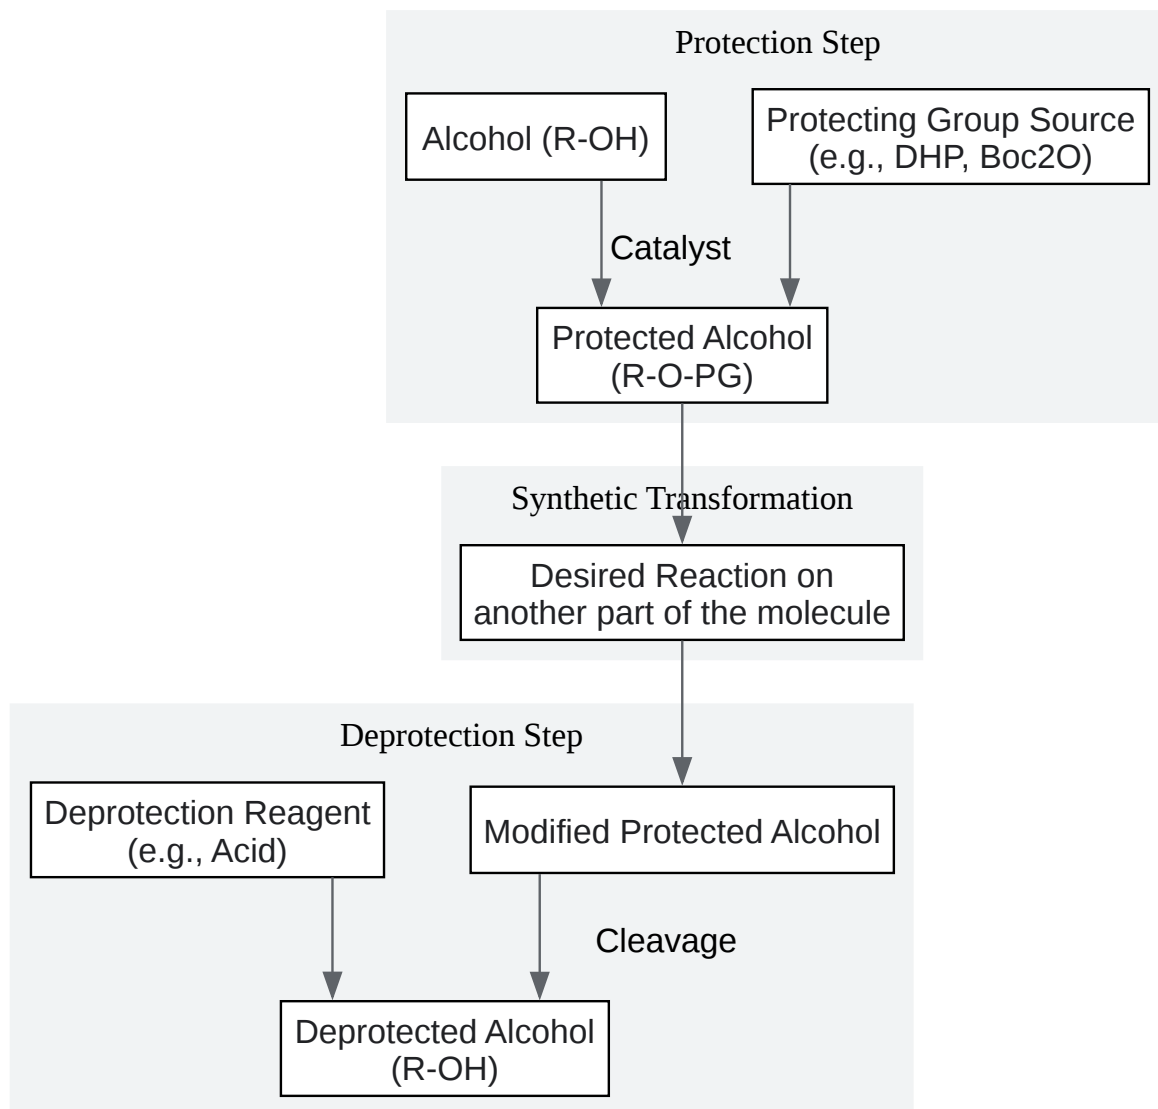 Protection Step
Alcohol (R-OH)
Protecting Group Source
(e.g., DHP, Boc2O)
Catalyst
Protected Alcohol
(R-O-PG)
Synthetic Transformation
Desired Reaction on
another part of the molecule
Deprotection Step
Deprotection Reagent
(e.g., Acid)
Modified Protected Alcohol
Cleavage
Deprotected Alcohol
(R-OH)